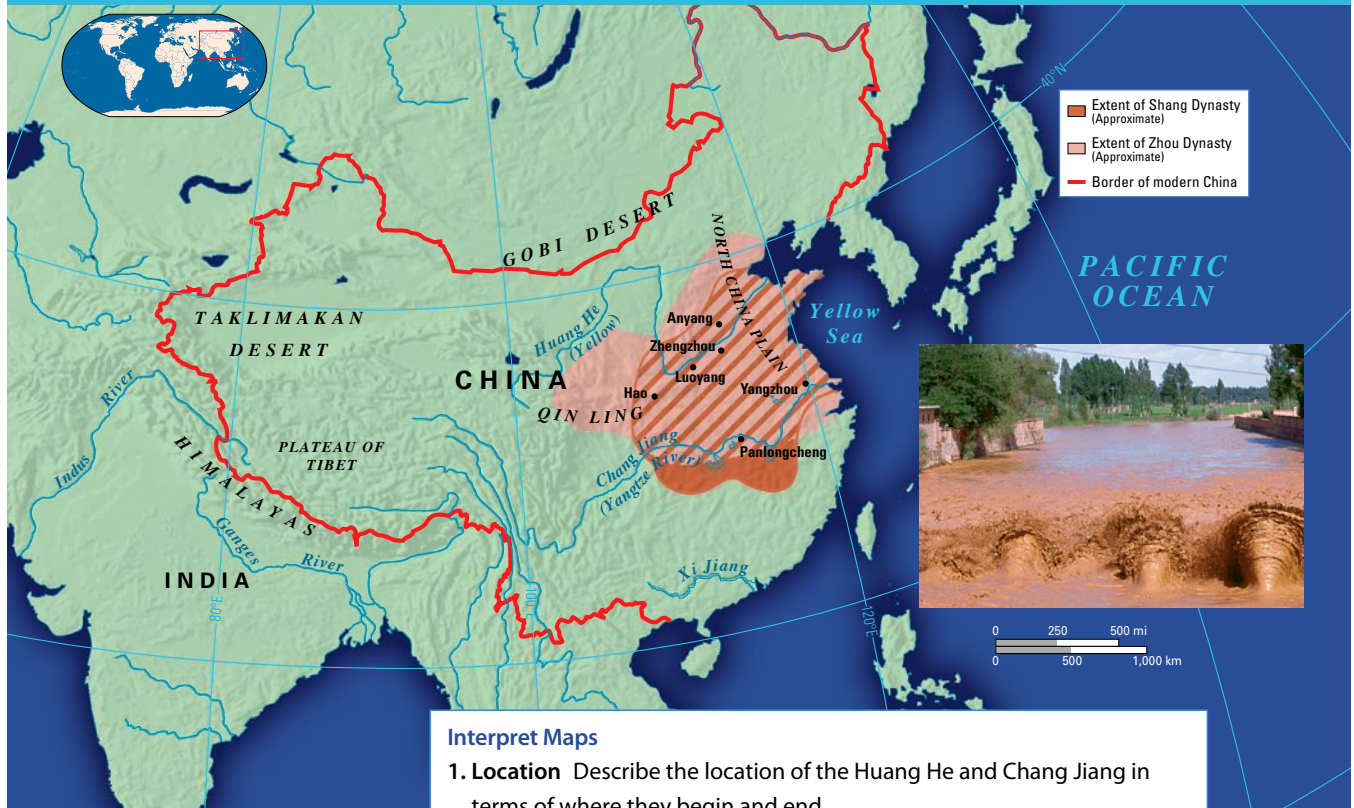 40°N
Extent of Shang Dynasty
(Approximate)
Extent of Zhou Dynasty
(Approximate)
Border of modern China
GOBI DESERT
NORTH CHINA PLAIN
PACIFIC
OCEAN
TAKLIMAKAN
DESERT
Huang He
(Yellow)
Anyang
Zhengzhou
Luoyang
Yellow
Sea
CHINA
Hao
Yangzhou
QIN LING
Indus River
PLATEAU OF
TIBET
HIMALAYAS
Chang Jiang
(Yangtze River)
Panlongcheng
Ganges River
INDIA
Xi Jiang
80°E
100°E
120°E
0 250 500 mi
0 500 1,000 km
Interpret Maps
1. Location Describe the location of the Huang He and Chang Jiang in
terms of where they begin and end.